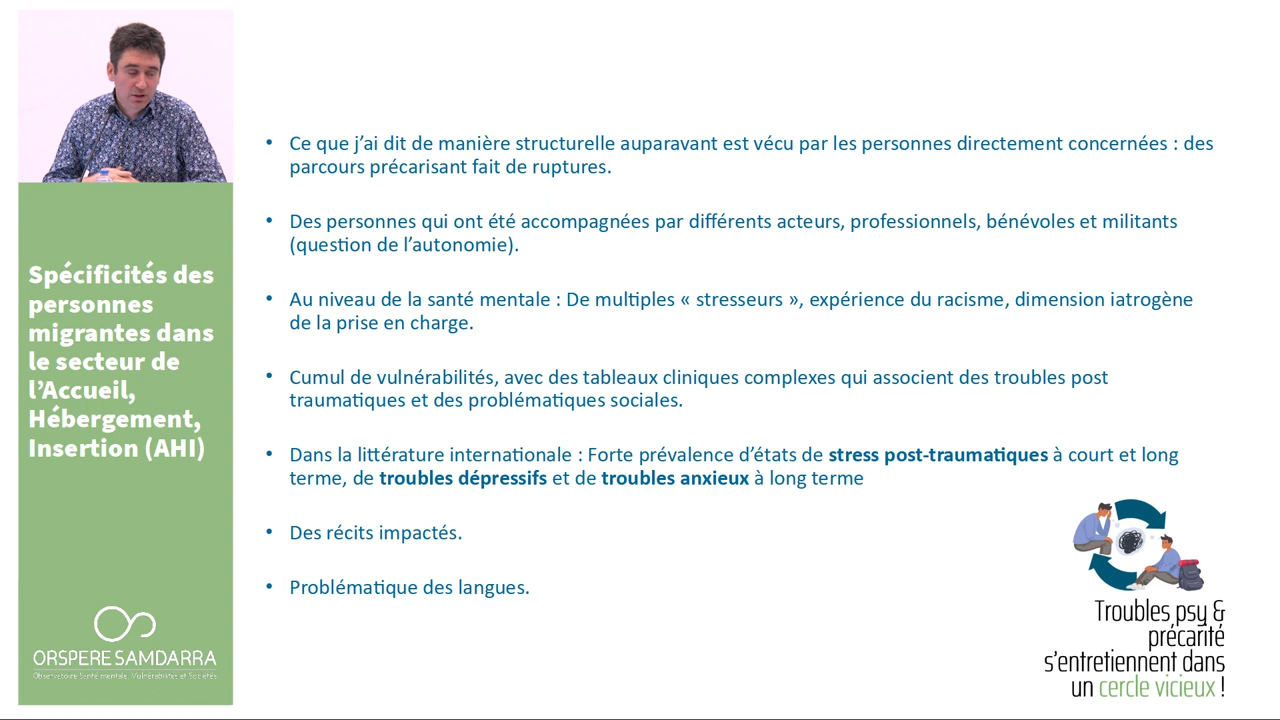 Spécificités des
personnes
migrantes dans
le secteur de
l'Accueil,
Hébergement,
Insertion (AHI)
ORSPERE SAMDARRA
Observatoire Santé mentale, Vulnérabilités et Sociétés
• Ce que j'ai dit de manière structurelle auparavant est vécu par les personnes directement concernées : des
parcours précarisant fait de ruptures.
• Des personnes qui ont été accompagnées par différents acteurs, professionnels, bénévoles et militants
(question de l'autonomie).
• Au niveau de la santé mentale : De multiples « stresseurs », expérience du racisme, dimension iatrogène
de la prise en charge.
• Cumul de vulnérabilités, avec des tableaux cliniques complexes qui associent des troubles post
traumatiques et des problématiques sociales.
• Dans la littérature internationale : Forte prévalence d'états de stress post-traumatiques à court et long
terme, de troubles dépressifs et de troubles anxieux à long terme
• Des récits impactés.
• Problématique des langues.
Troubles psy &
précarité
s'entretiennent dans
un cercle vicieux !